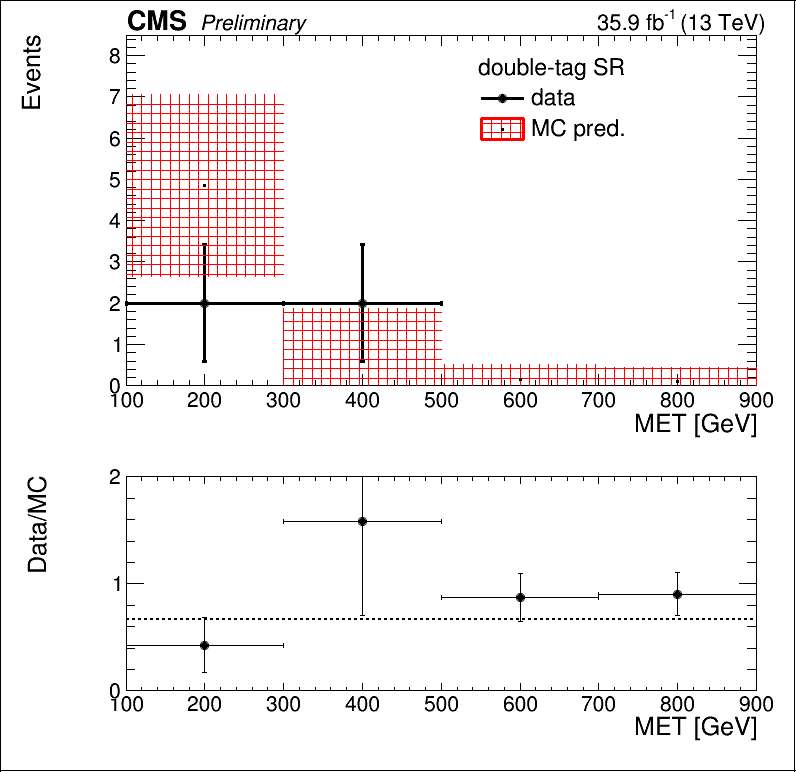 CMS Preliminary 35.9 fb⁻¹ (13 TeV)
Events
8
7
6
5
4
3
2
1
0
double-tag SR
data
MC pred.
100 200 300 400 500 600 700 800 900
MET [GeV]
Data/MC
2
1
0
100 200 300 400 500 600 700 800 900
MET [GeV]